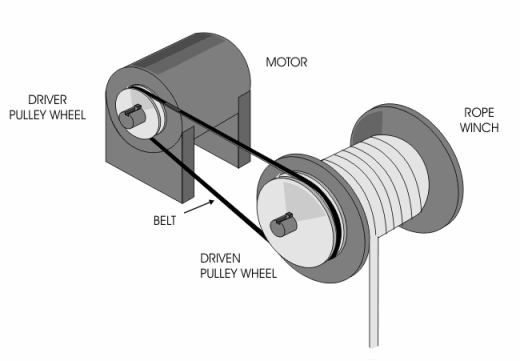 MOTOR
DRIVER
PULLEY WHEEL
ROPE
WINCH
BELT
DRIVEN
PULLEY WHEEL